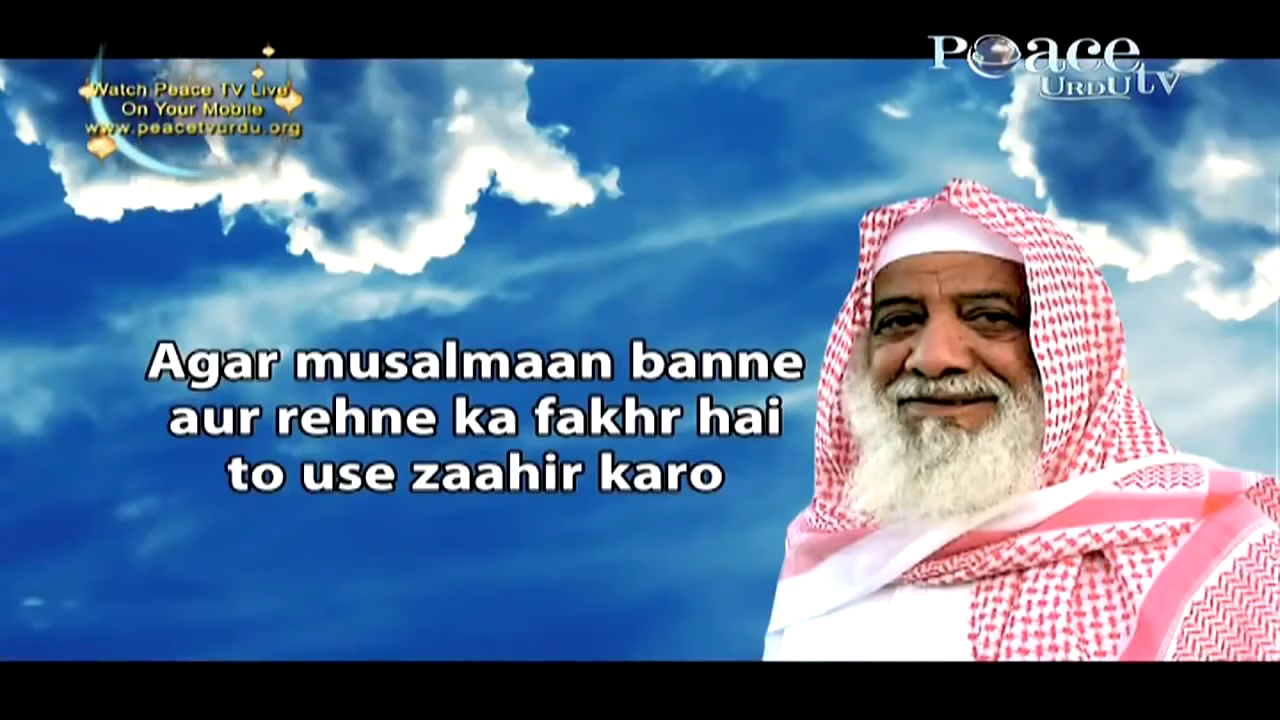 Watch Peace TV Live
On Your Mobile
www.peacetvurdu.org
Peace
URDU tv
Agar musalmaan banne
aur rehne ka fakhr hai
to use zaahir karo